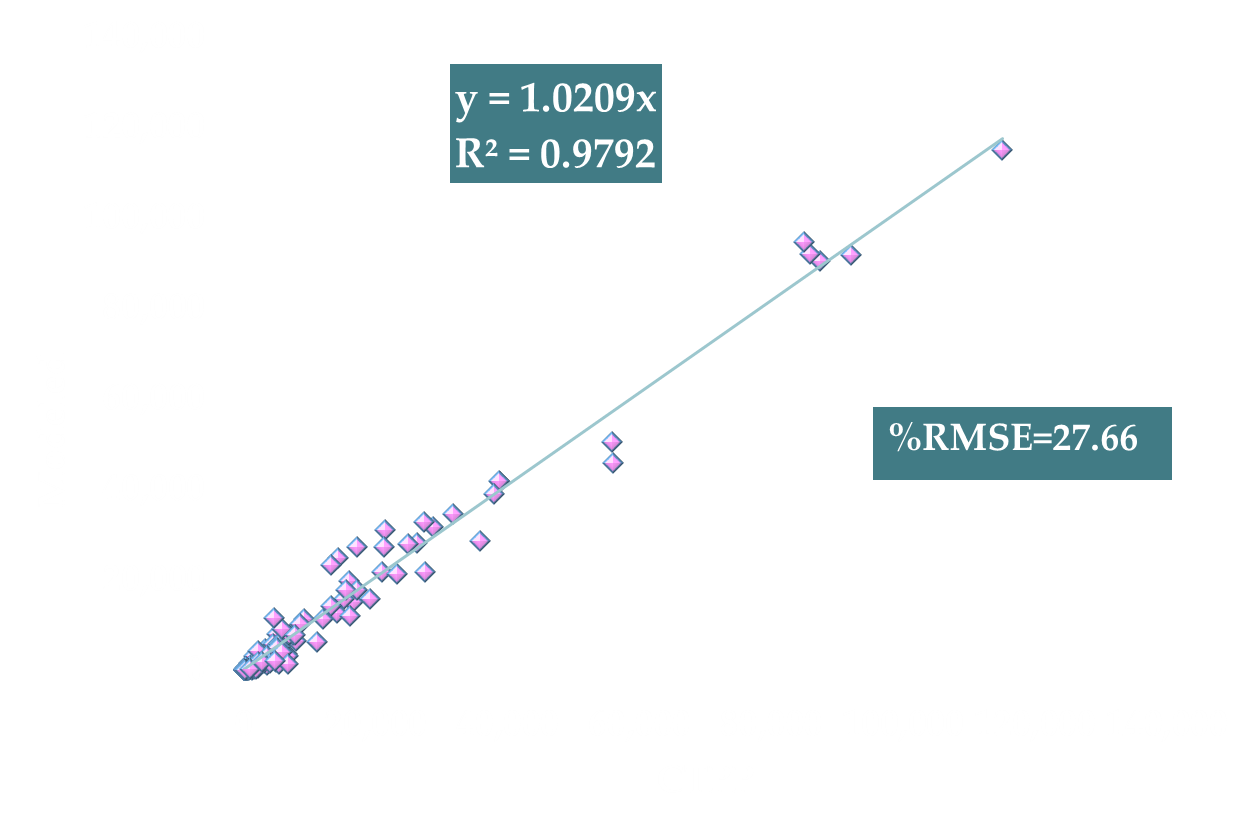 y = 1.0209x
R² = 0.9792
%RMSE=27.66